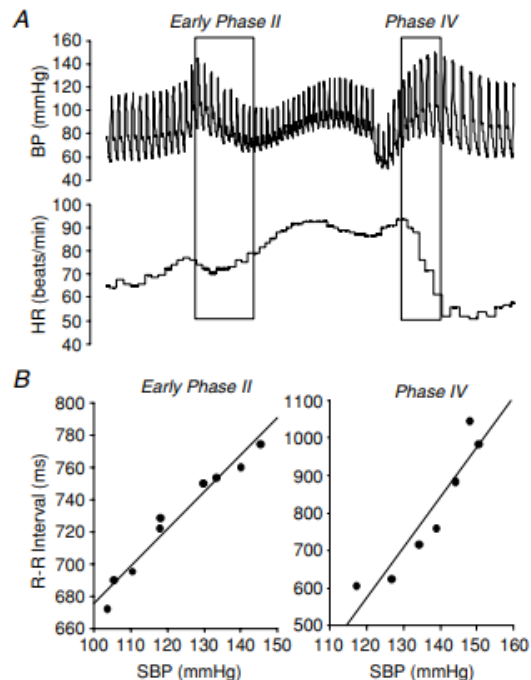 A
Early Phase II
Phase IV
160
140
120
100
80
60
40
BP (mmHg)
100
90
80
70
60
50
40
HR (beats/min)
B
Early Phase II
Phase IV
800
780
760
740
720
700
680
660
R-R Interval (ms)
100 110 120 130 140 150
SBP (mmHg)
1100
1000
900
800
700
600
500
110 120 130 140 150 160
SBP (mmHg)